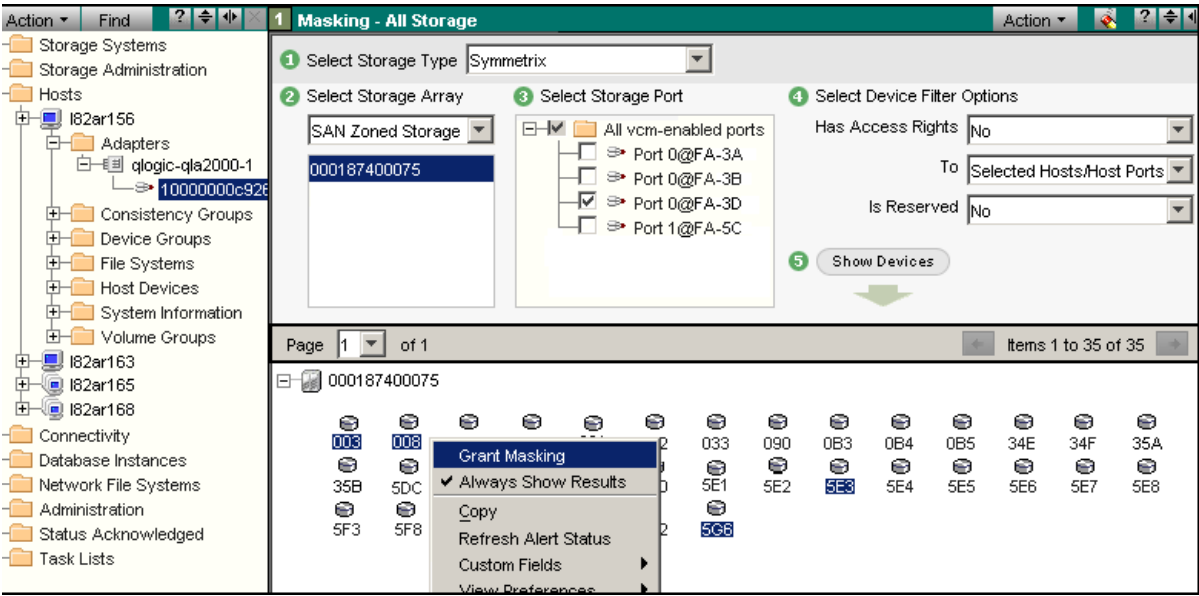 Action Find ?
Storage Systems
Storage Administration
Hosts
l82ar156
Adapters
qlogic-qla2000-1
10000000c926
Consistency Groups
Device Groups
File Systems
Host Devices
System Information
Volume Groups
l82ar163
l82ar165
l82ar168
Connectivity
Database Instances
Network File Systems
Administration
Status Acknowledged
Task Lists
1 Masking - All Storage Action ?
1 Select Storage Type Symmetrix
2 Select Storage Array
SAN Zoned Storage
000187400075
3 Select Storage Port
All vcm-enabled ports
Port 0@FA-3A
Port 0@FA-3B
Port 0@FA-3D
Port 1@FA-5C
4 Select Device Filter Options
Has Access Rights No
To Selected Hosts/Host Ports
Is Reserved No
5 Show Devices
Page 1 of 1 Items 1 to 35 of 35
000187400075
003 008 2 033 090 0B3 0B4 0B5 34E 34F 35A
35B 5DC 5E1 5E2 5E3 5E4 5E5 5E6 5E7 5E8
5F3 5F8 2 5G6
Grant Masking
Always Show Results
Copy
Refresh Alert Status
Custom Fields
View Preferences